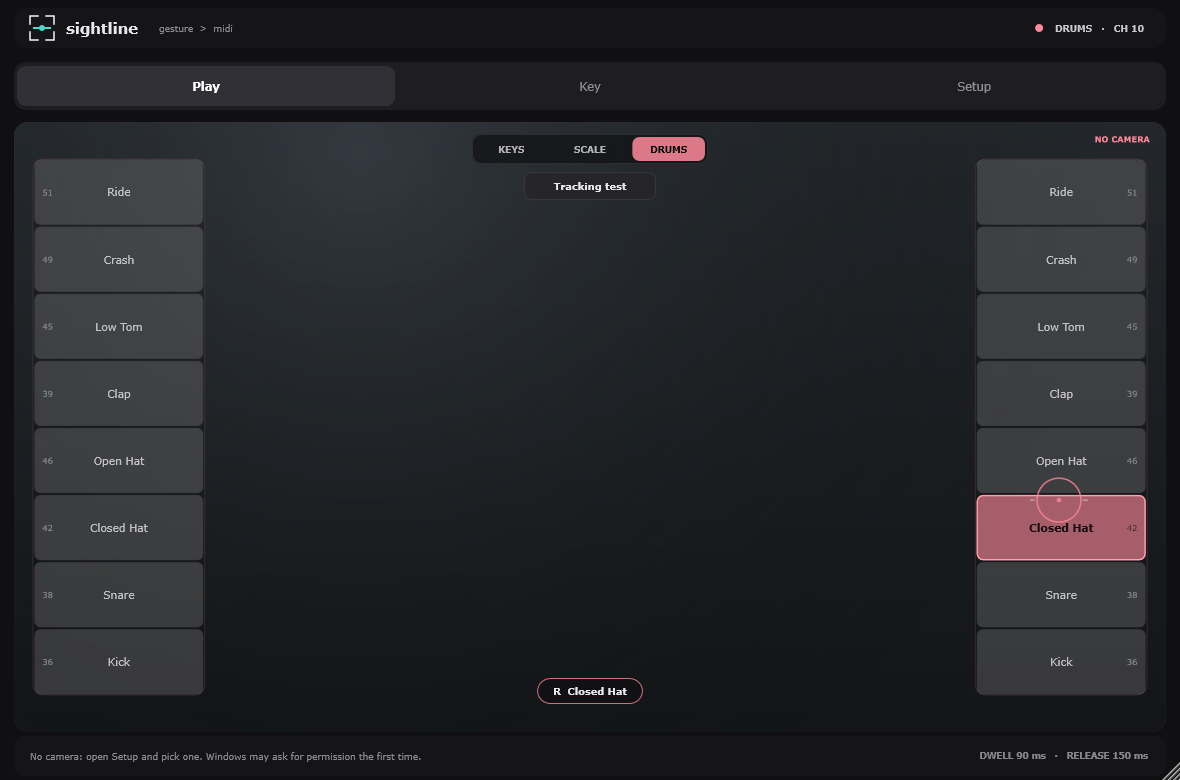 sightline gesture > midi DRUMS · CH 10
Play Key Setup
KEYS SCALE DRUMS NO CAMERA
Tracking test
51 Ride Ride 51
49 Crash Crash 49
45 Low Tom Low Tom 45
39 Clap Clap 39
46 Open Hat Open Hat 46
42 Closed Hat Closed Hat 42
38 Snare Snare 38
36 Kick Kick 36
R Closed Hat
No camera: open Setup and pick one. Windows may ask for permission the first time. DWELL 90 ms · RELEASE 150 ms